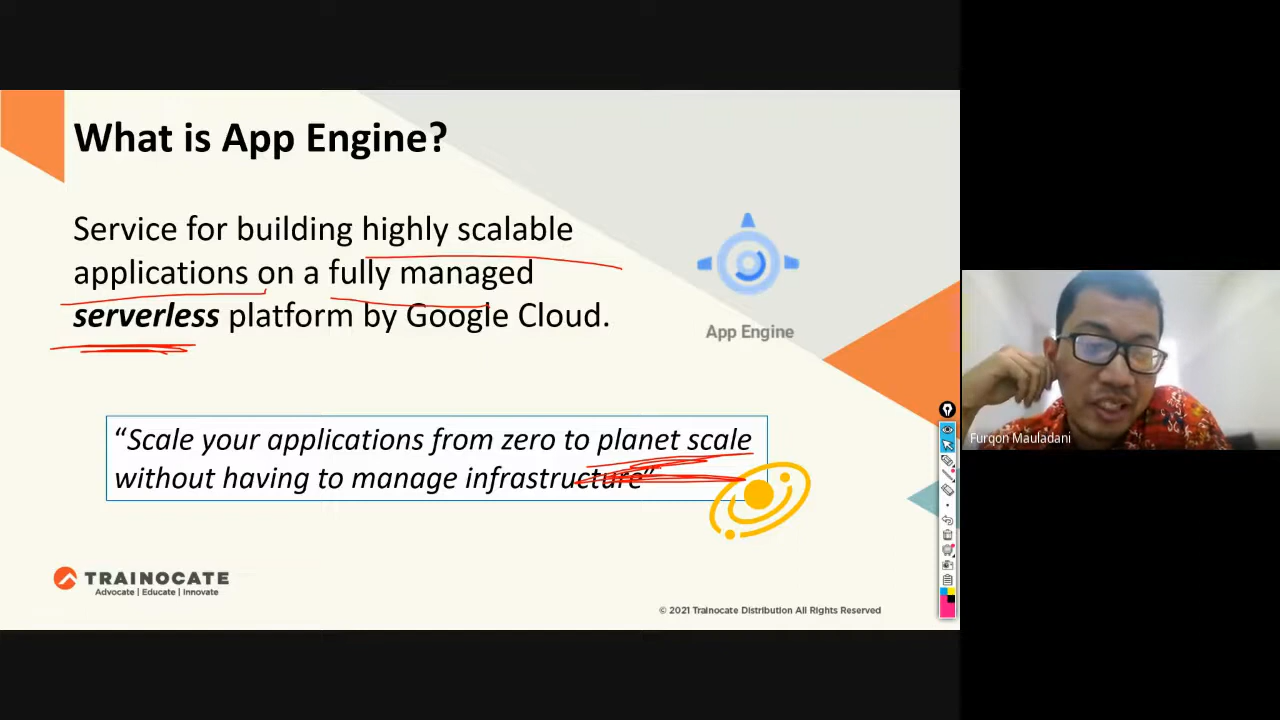 What is App Engine?
Service for building highly scalable
applications on a fully managed
serverless platform by Google Cloud.
App Engine
“Scale your applications from zero to planet scale
without having to manage infrastructure”
TRAINOCATE
Advocate | Educate | Innovate
© 2021 Trainocate Distribution All Rights Reserved
Furqon Mauladani